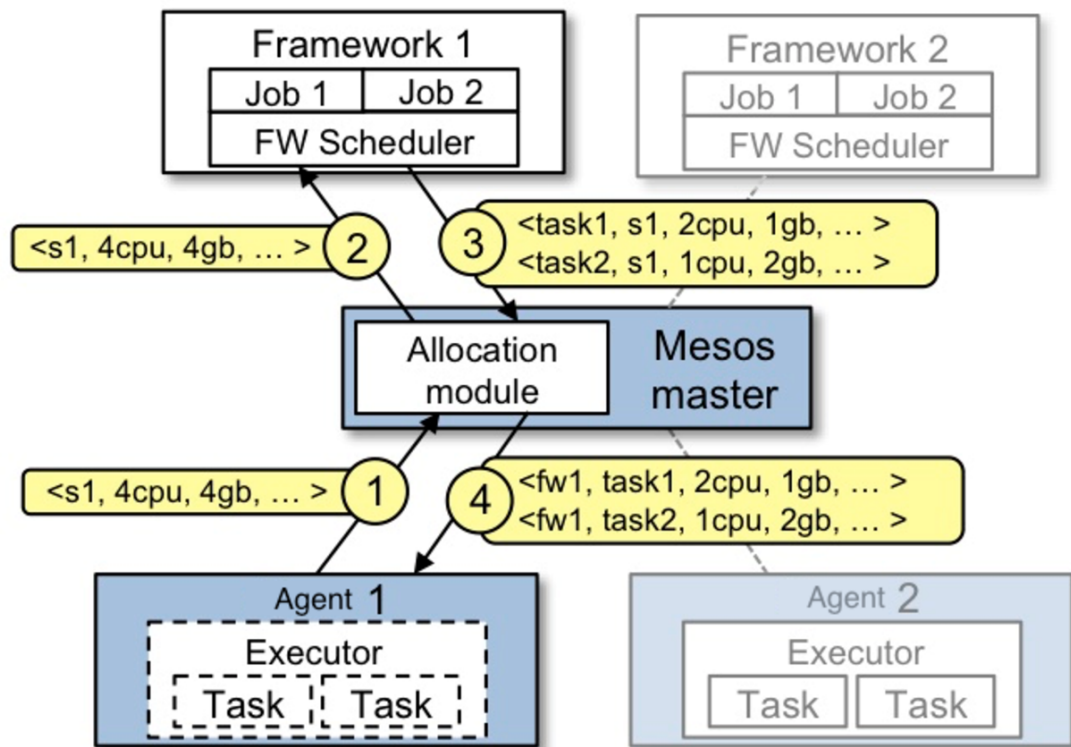 Framework 1
Job 1 Job 2
FW Scheduler
Framework 2
Job 1 Job 2
FW Scheduler
<s1, 4cpu, 4gb, … >
2
3
<task1, s1, 2cpu, 1gb, … >
<task2, s1, 1cpu, 2gb, … >
Allocation
module
Mesos
master
<s1, 4cpu, 4gb, … >
1
4
<fw1, task1, 2cpu, 1gb, … >
<fw1, task2, 1cpu, 2gb, … >
Agent 1
Executor
Task Task
Agent 2
Executor
Task Task